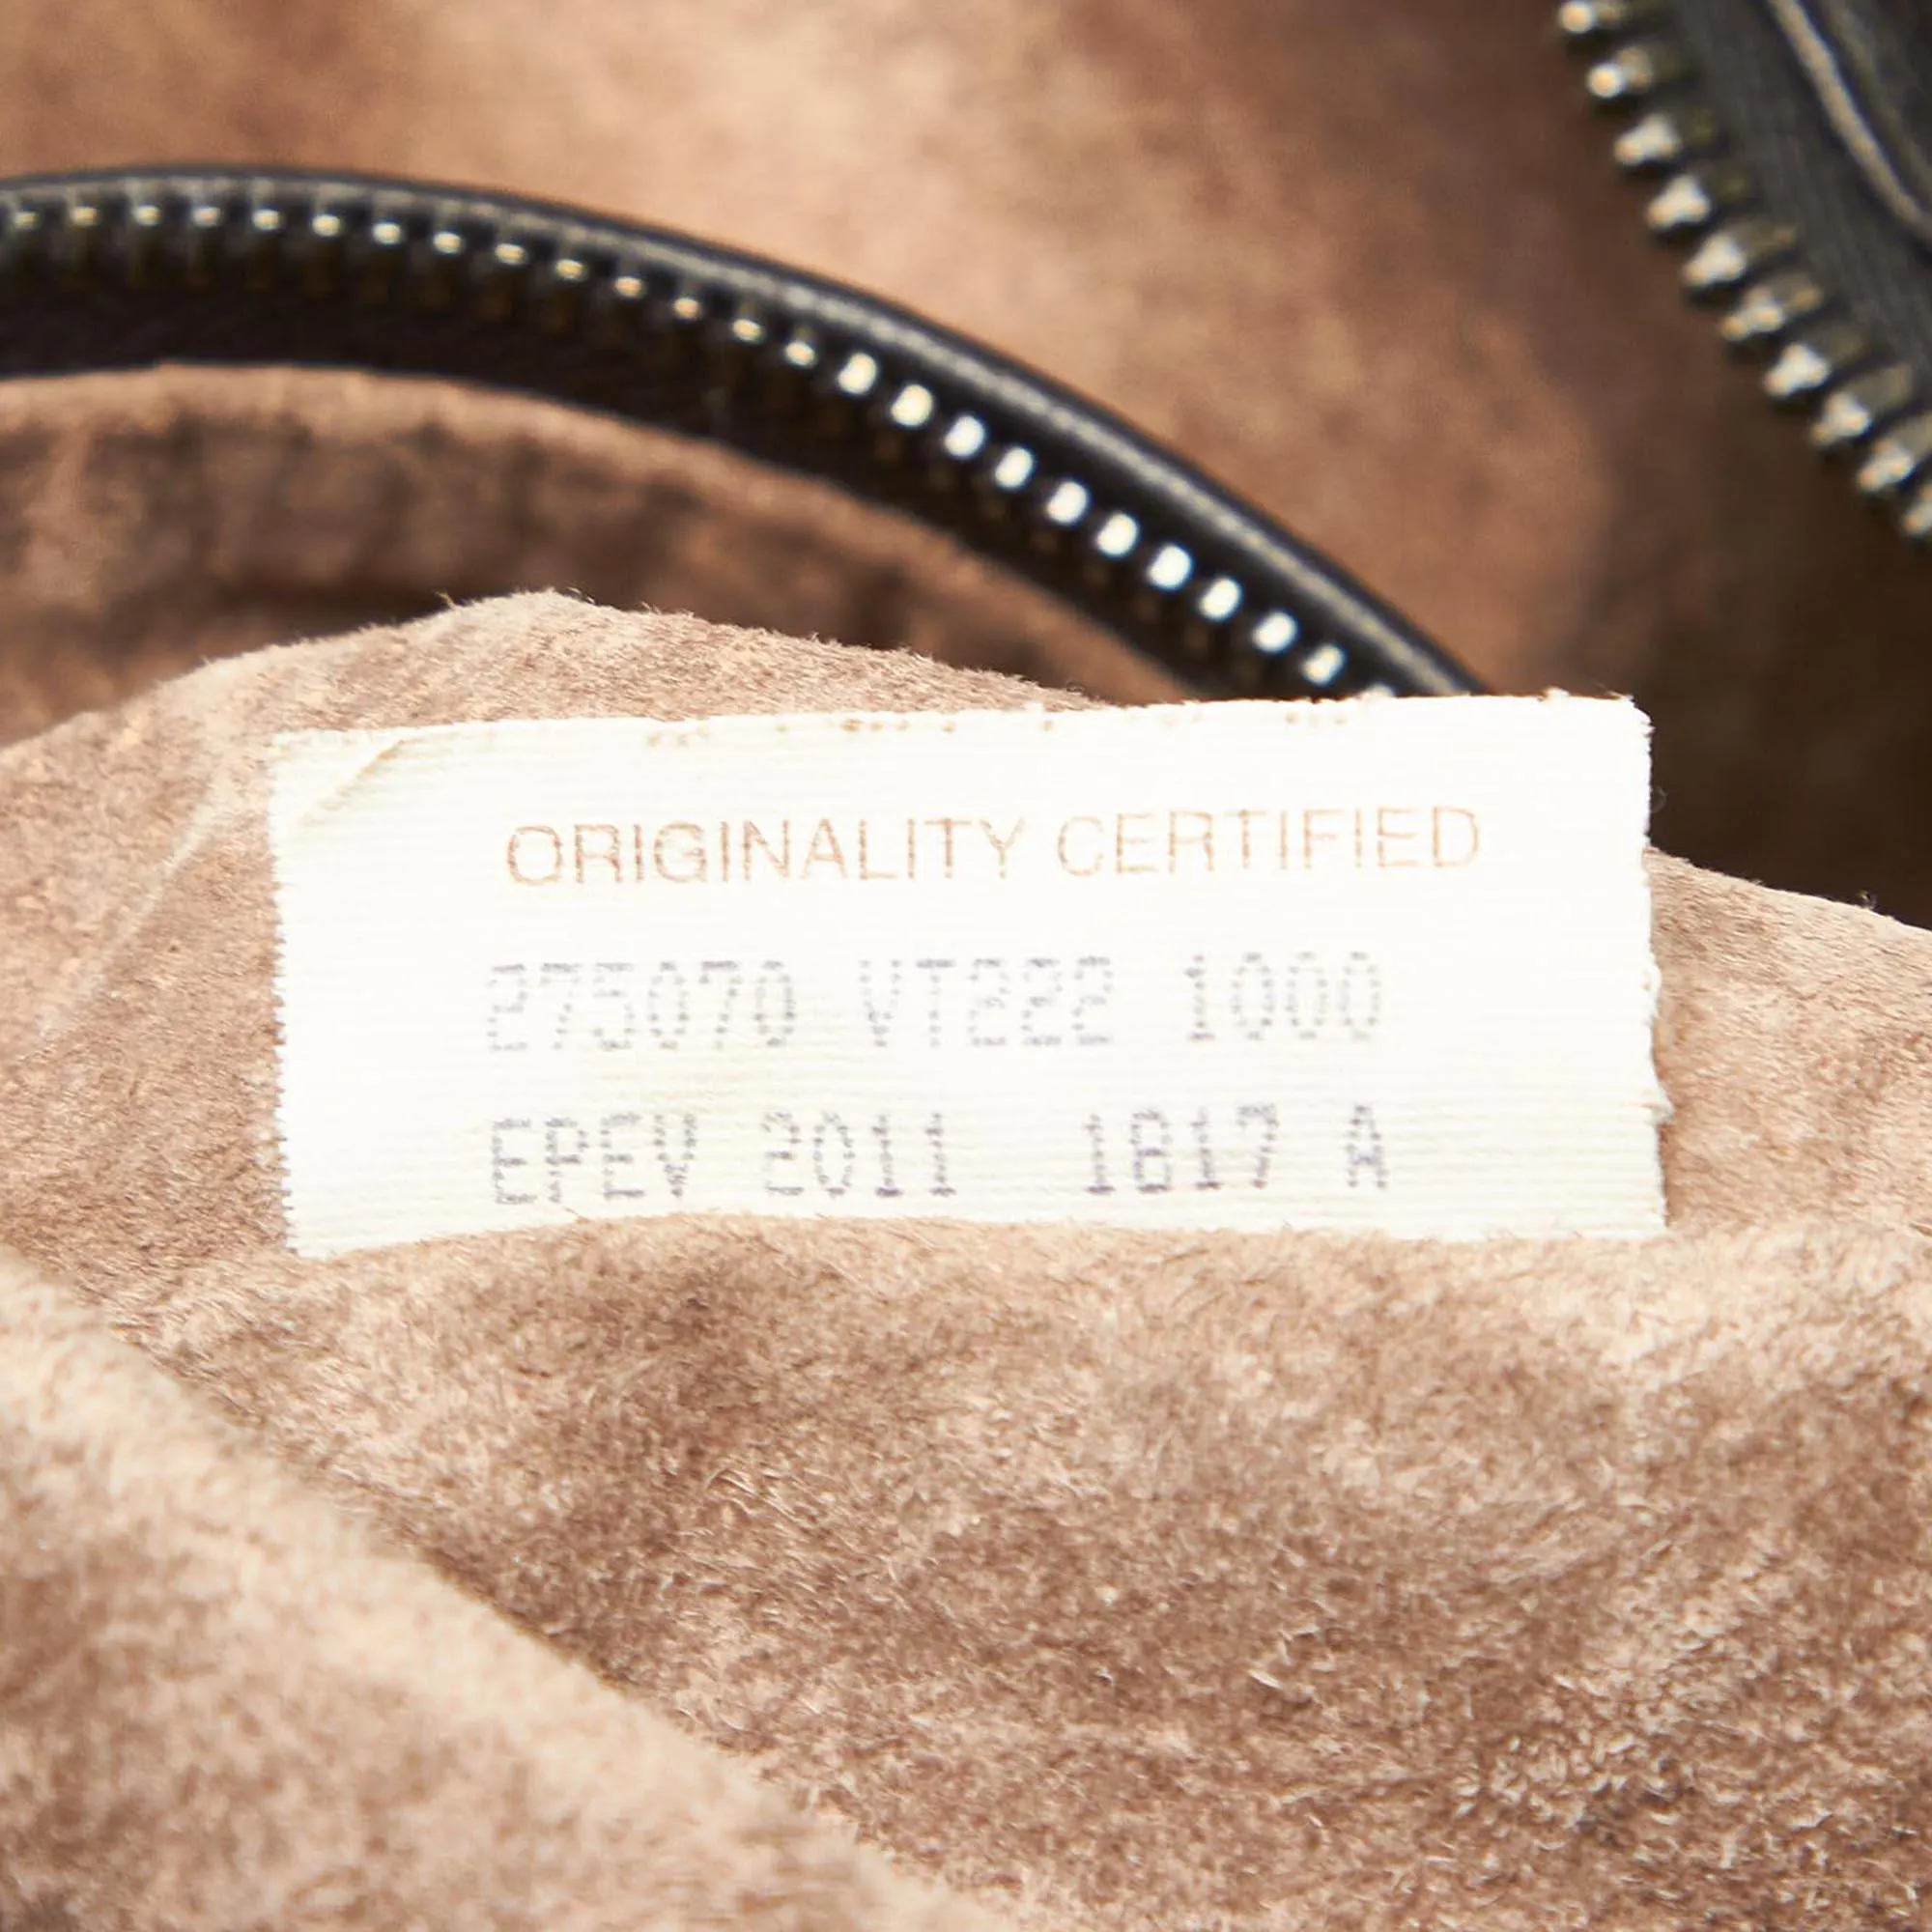 ORIGINALITY CERTIFIED
275070 VT222 1000
EPEV 2011 1617 A